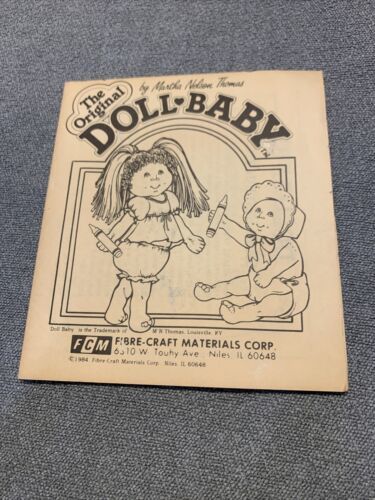 The Original
by Martha Nelson Thomas
DOLL♥BABY TM
Doll Baby is the Trademark of M N Thomas, Louisville, KY
FCM FIBRE-CRAFT MATERIALS CORP.
6310 W. Touhy Ave. Niles, IL 60648
©1984 Fibre-Craft Materials Corp. Niles, IL 60648